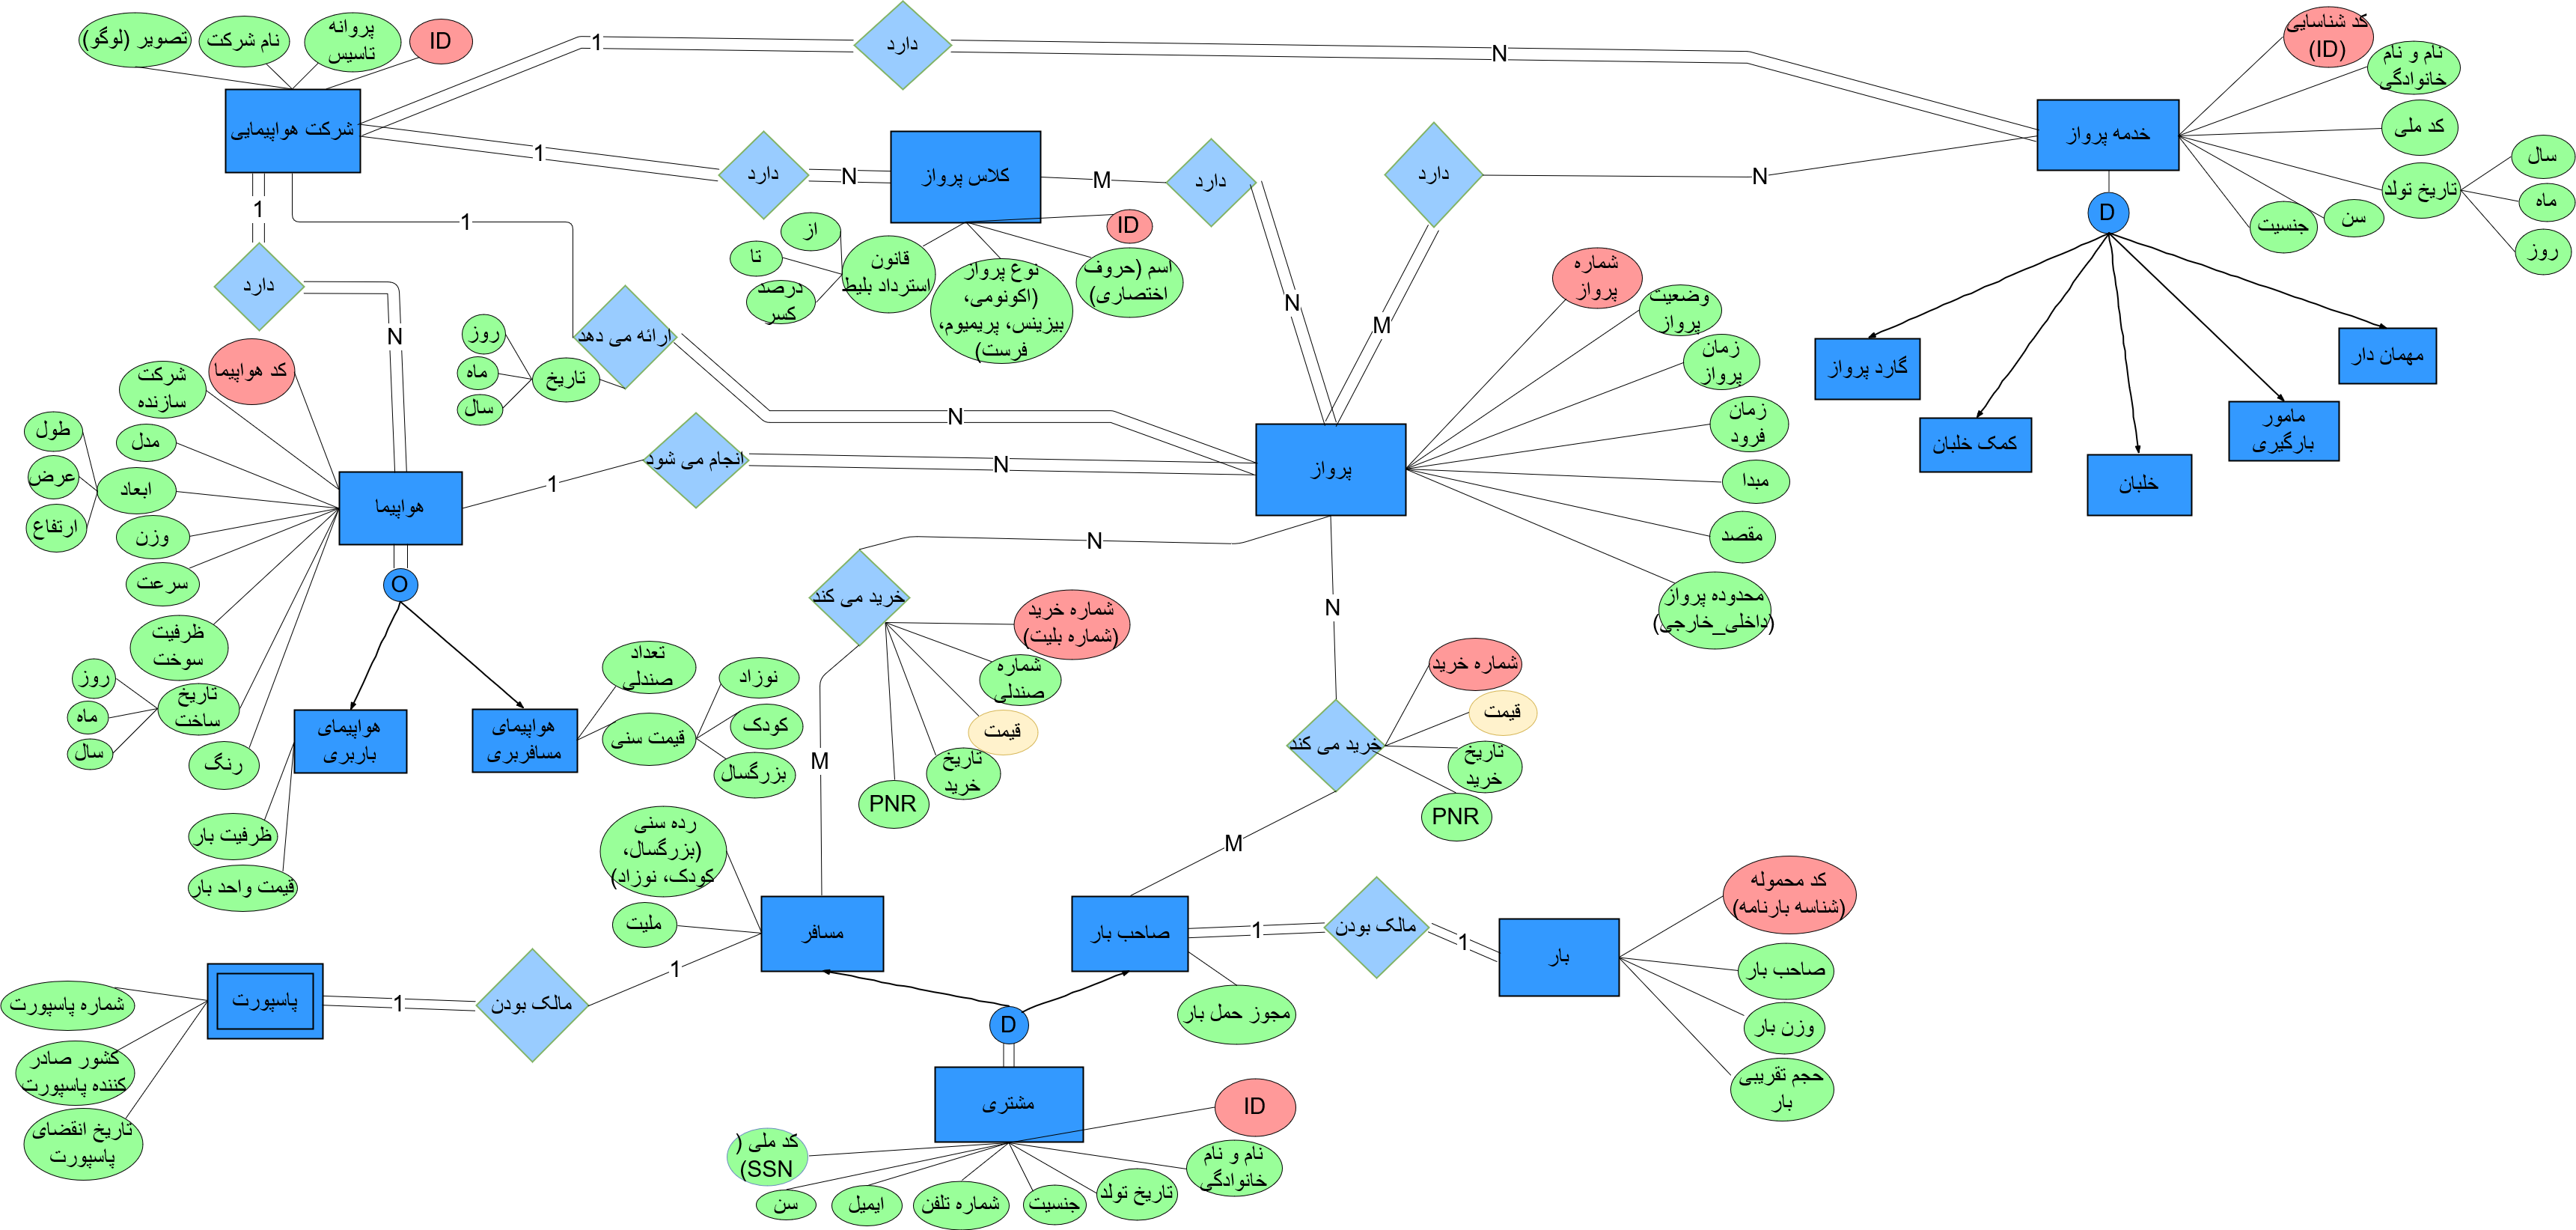 تصویر (لوگو)
نام شرکت
پروانه
تاسیس
ID
شرکت هواپیمایی
1
دارد
N
کد شناسایی
(ID)
نام و نام
خانوادگی
کد ملی
تاریخ تولد
سال
ماه
روز
سن
جنسیت
خدمه پرواز
D
گارد پرواز
کمک خلبان
خلبان
مامور
بارگیری
مهمان دار
1
دارد
N
کلاس پرواز
M
دارد
N
ID
اسم (حروف
اختصاری)
نوع پرواز
(اکونومی،
بیزینس، پریمیوم،
فرست)
قانون
استرداد بلیط
از
تا
درصد
کسر
دارد
N
M
1
دارد
N
1
ارائه می دهد
N
تاریخ
روز
ماه
سال
کد هواپیما
شرکت
سازنده
مدل
ابعاد
طول
عرض
ارتفاع
وزن
سرعت
ظرفیت
سوخت
تاریخ
ساخت
روز
ماه
سال
رنگ
هواپیما
1
انجام می شود
N
پرواز
شماره
پرواز
وضعیت
پرواز
زمان
پرواز
زمان
فرود
مبدا
مقصد
محدوده پرواز
(داخلی_خارجی)
O
هواپیمای
باربری
هواپیمای
مسافربری
ظرفیت بار
قیمت واحد بار
تعداد
صندلی
قیمت سنی
نوزاد
کودک
بزرگسال
N
خرید می کند
M
شماره خرید
(شماره بلیت)
شماره
صندلی
قیمت
تاریخ
خرید
PNR
N
خرید می کند
M
شماره خرید
قیمت
تاریخ
خرید
PNR
رده سنی
(بزرگسال،
کودک، نوزاد)
ملیت
مسافر
1
مالک بودن
1
پاسپورت
شماره پاسپورت
کشور صادر
کننده پاسپورت
تاریخ انقضای
پاسپورت
صاحب بار
مجوز حمل بار
1
مالک بودن
1
بار
کد محموله
(شناسه بارنامه)
صاحب بار
وزن بار
حجم تقریبی
بار
D
مشتری
ID
نام و نام
خانوادگی
تاریخ تولد
جنسیت
شماره تلفن
ایمیل
سن
کد ملی (
SSN)